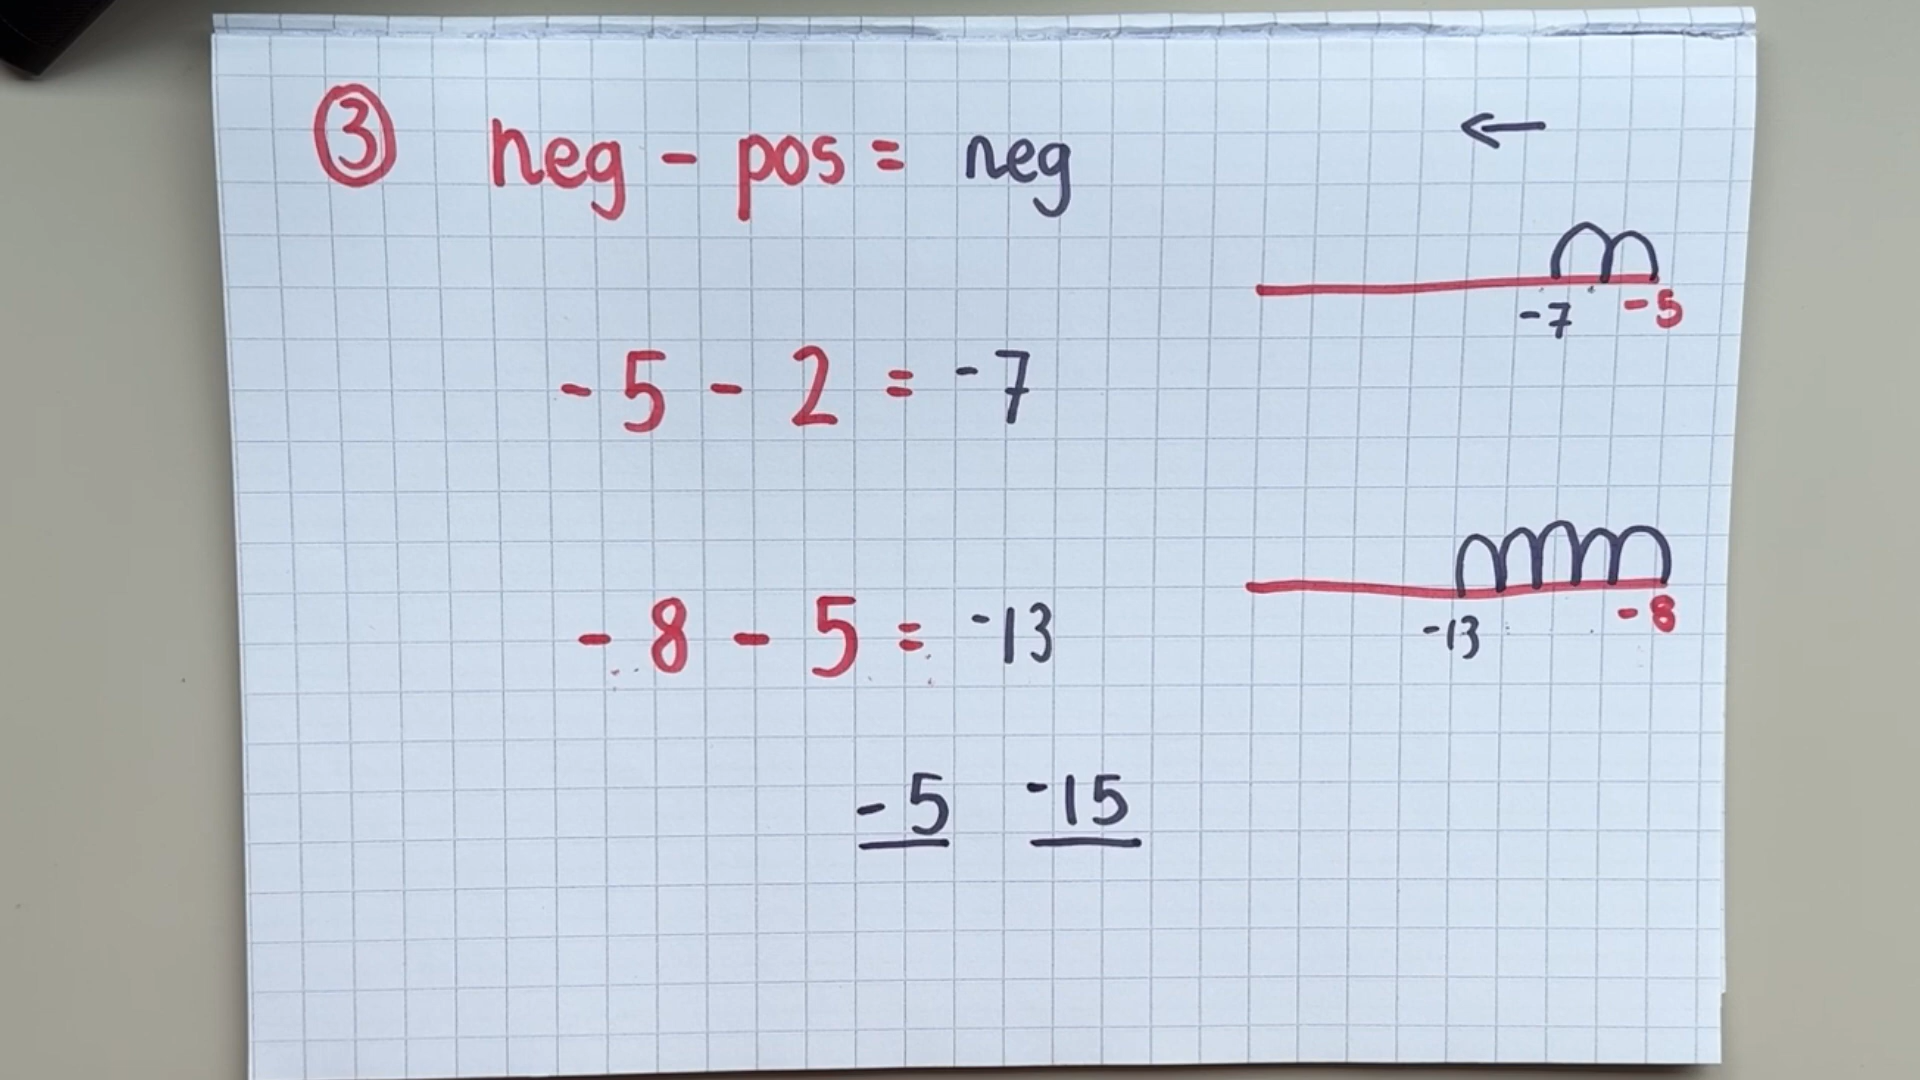 ③ neg - pos = neg
←
-7 -5
-5 - 2 = -7
-8 - 5 = -13
-13 -8
-5 -15